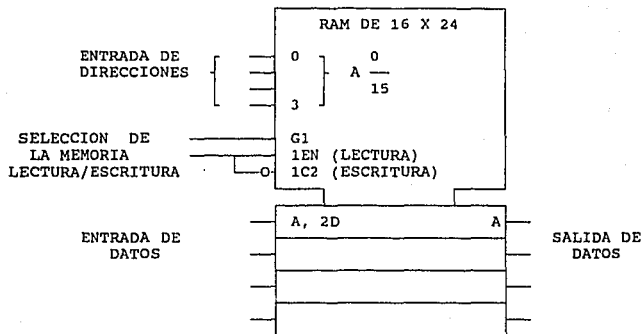 RAM DE 16 X 24
ENTRADA DE
DIRECCIONES
0
3
A 0/15
SELECCION DE
LA MEMORIA
LECTURA/ESCRITURA
G1
1EN (LECTURA)
1C2 (ESCRITURA)
A, 2D
A
ENTRADA DE
DATOS
SALIDA DE
DATOS